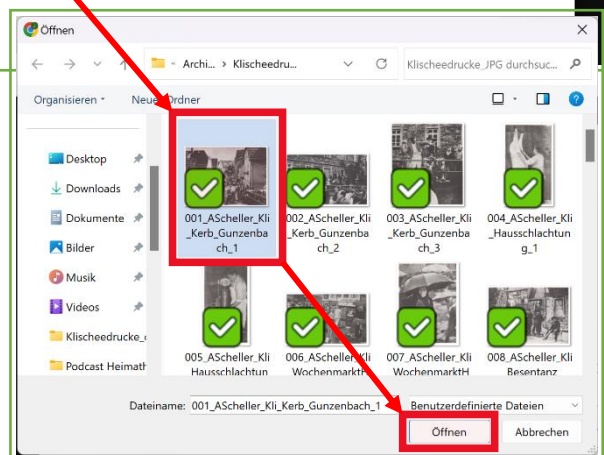 Öffnen
Archi... › Klischeedru...
Klischeedrucke_JPG durchsuc...
Organisieren
Neuer Ordner
Desktop
Downloads
Dokumente
Bilder
Musik
Videos
Klischeedrucke_
Podcast Heimath
001_AScheller_Kli
_Kerb_Gunzenba
ch_1
002_AScheller_Kli
_Kerb_Gunzenba
ch_2
003_AScheller_Kli
_Kerb_Gunzenba
ch_3
004_AScheller_Kli
_Hausschlachtun
g_1
005_AScheller_Kli
Hausschlachtun
006_AScheller_Kli
WochenmarktH
007_AScheller_Kli
WochenmarktH
008_AScheller_Kli
Besentanz
Dateiname: 001_AScheller_Kli_Kerb_Gunzenbach_1
Benutzerdefinierte Dateien
Öffnen
Abbrechen